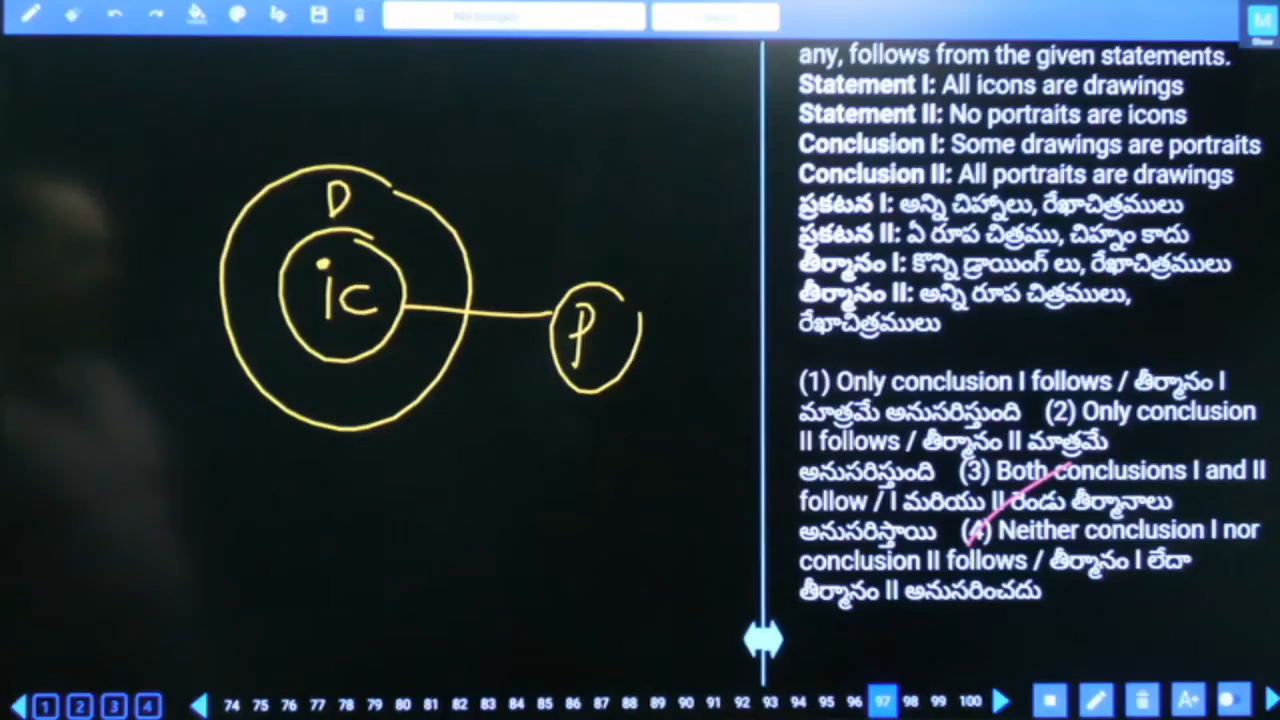 M
Show
any, follows from the given statements.
Statement I: All icons are drawings
Statement II: No portraits are icons
Conclusion I: Some drawings are portraits
Conclusion II: All portraits are drawings
ప్రకటన I: అన్ని చిహ్నాలు, రేఖాచిత్రములు
ప్రకటన II: ఏ రూప చిత్రము, చిహ్నం కాదు
తీర్మానం I: కొన్ని డ్రాయింగ్ లు, రేఖాచిత్రములు
తీర్మానం II: అన్ని రూప చిత్రములు,
రేఖాచిత్రములు
(1) Only conclusion I follows / తీర్మానం I
మాత్రమే అనుసరిస్తుంది (2) Only conclusion
II follows / తీర్మానం II మాత్రమే
అనుసరిస్తుంది (3) Both conclusions I and II
follow / I మరియు II రెండు తీర్మానాలు
అనుసరిస్తాయి (4) Neither conclusion I nor
conclusion II follows / తీర్మానం I లేదా
తీర్మానం II అనుసరించదు
D
ic
P
1 2 3 4 74 75 76 77 78 79 80 81 82 83 84 85 86 87 88 89 90 91 92 93 94 95 96 97 98 99 100 A+